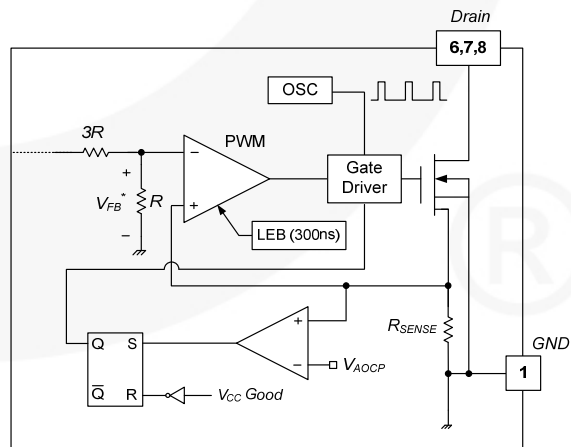 Drain
6,7,8
OSC
3R
PWM
−
+
+
V_FB*
R
−
Gate
Driver
LEB (300ns)
R_SENSE
GND
1
+
−
V_AOCP
Q
S
Q̅
R
V_CC Good
®